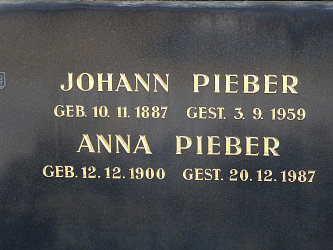 JOHANN PIEBER
GEB. 10. 11. 1887 GEST. 3. 9. 1959
ANNA PIEBER
GEB. 12. 12. 1900 GEST. 20. 12. 1987